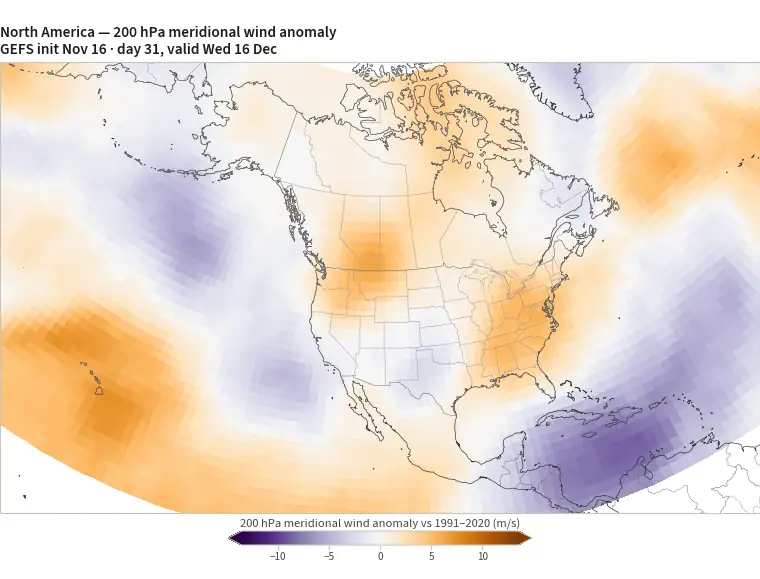 North America — 200 hPa meridional wind anomaly
GEFS init Nov 16 · day 31, valid Wed 16 Dec
200 hPa meridional wind anomaly vs 1991–2020 (m/s)
−10 −5 0 5 10